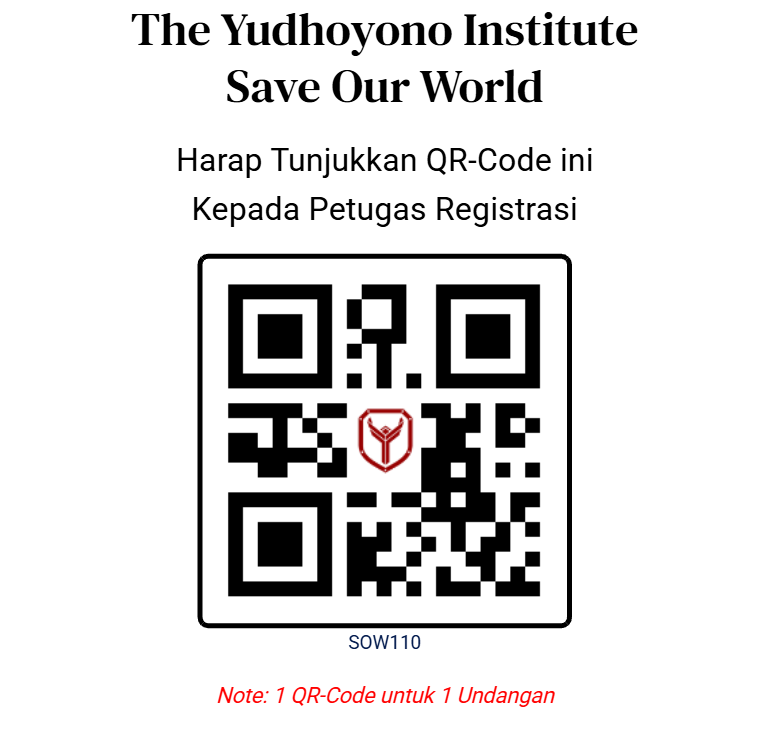 The Yudhoyono Institute
Save Our World
Harap Tunjukkan QR-Code ini
Kepada Petugas Registrasi
SOW110
Note: 1 QR-Code untuk 1 Undangan